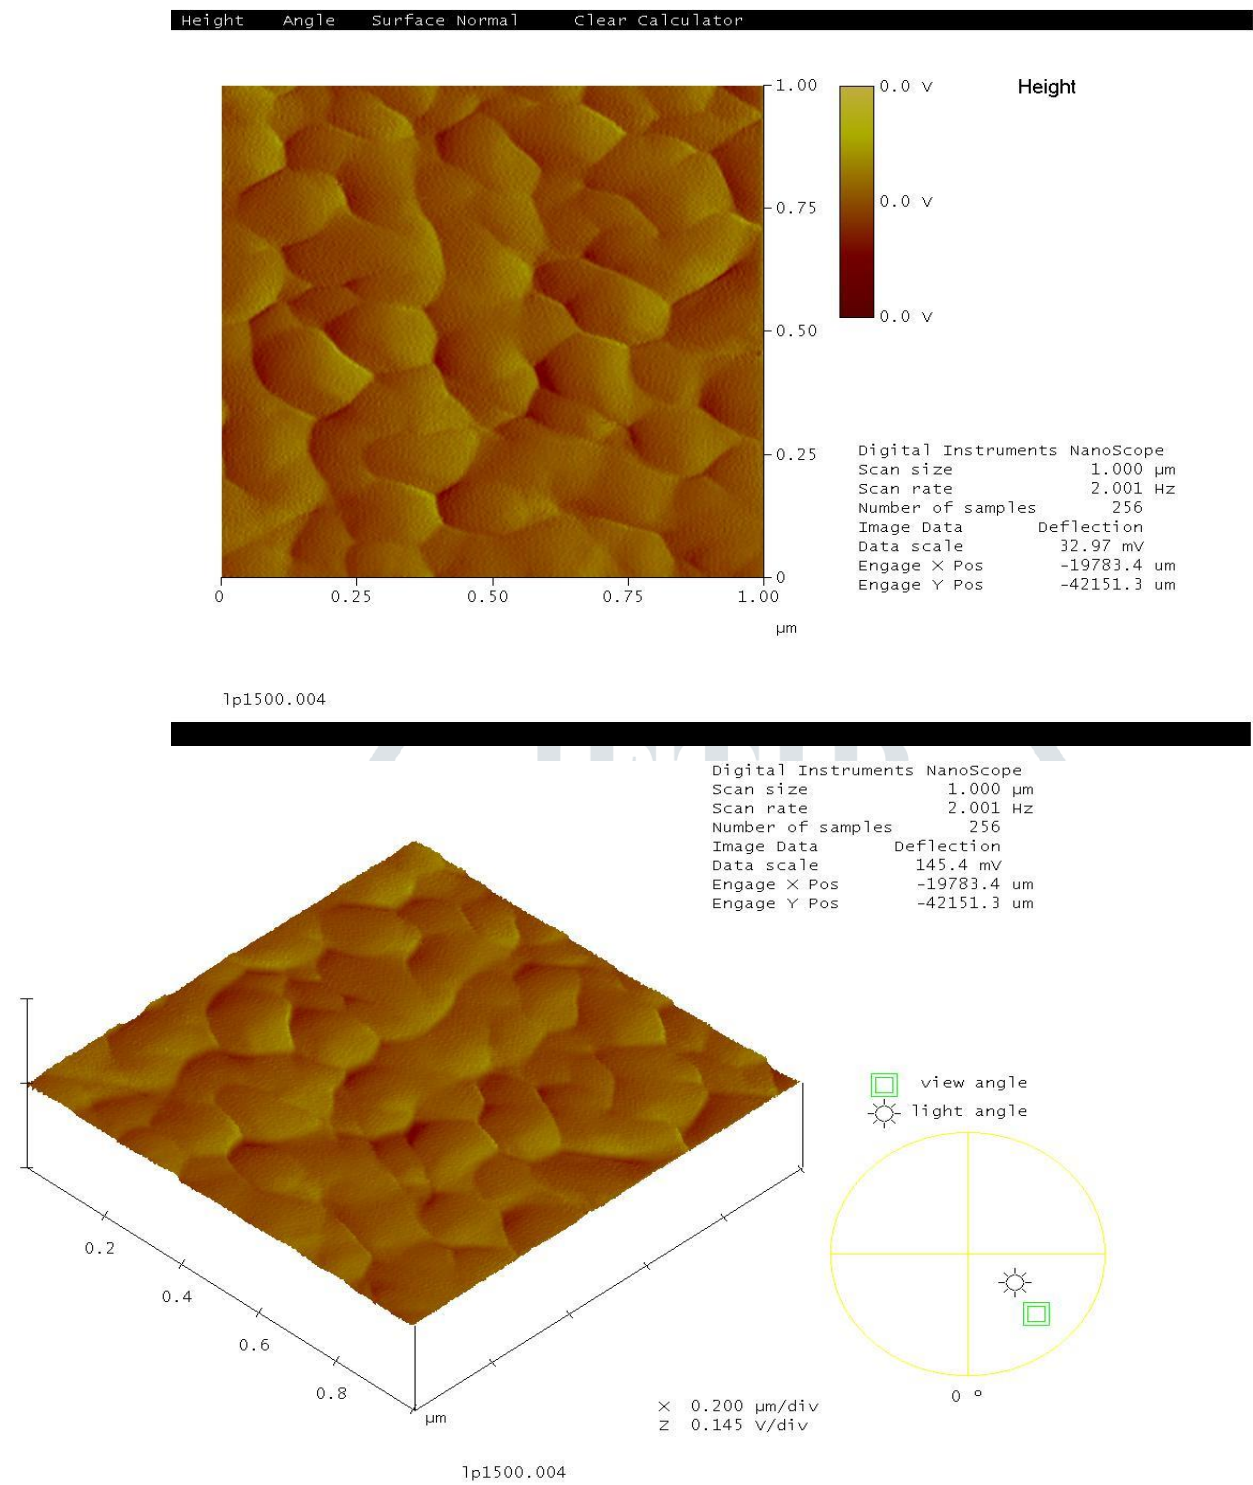 Height Angle Surface Normal Clear Calculator
1.00
0.75
0.50
0.25
0
0 0.25 0.50 0.75 1.00
µm
0.0 V
0.0 V
0.0 V
Height
Digital Instruments NanoScope
Scan size 1.000 µm
Scan rate 2.001 Hz
Number of samples 256
Image Data Deflection
Data scale 32.97 mV
Engage X Pos -19783.4 um
Engage Y Pos -42151.3 um
lp1500.004
Digital Instruments NanoScope
Scan size 1.000 µm
Scan rate 2.001 Hz
Number of samples 256
Image Data Deflection
Data scale 145.4 mV
Engage X Pos -19783.4 um
Engage Y Pos -42151.3 um
view angle
light angle
0 º
0.2
0.4
0.6
0.8
µm
X 0.200 µm/div
Z 0.145 V/div
lp1500.004